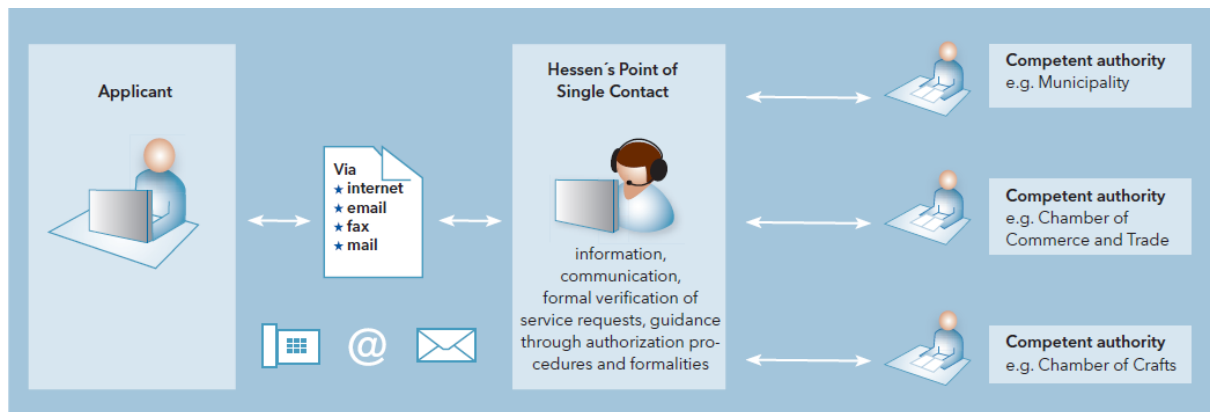 Applicant
Via
★ internet
★ email
★ fax
★ mail
@
Hessen´s Point of
Single Contact
information,
communication,
formal verification of
service requests, guidance
through authorization pro-
cedures and formalities
Competent authority
e.g. Municipality
Competent authority
e.g. Chamber of
Commerce and Trade
Competent authority
e.g. Chamber of Crafts